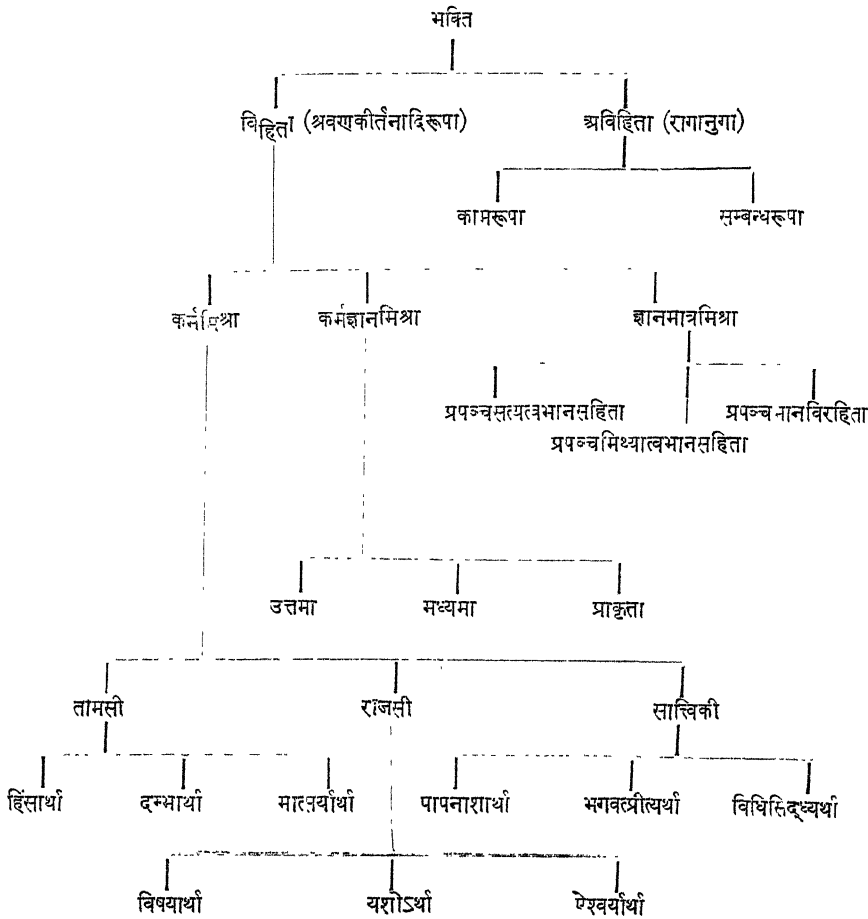 भक्ति
विहिता (श्रवणकीर्तनादिरूपा) अविहिता (रागानुगा)
कामरूपा सम्बन्धरूपा
कर्ममिश्रा कर्मज्ञानमिश्रा ज्ञानमात्रमिश्रा
प्रपञ्चसत्यत्वभानसहिता प्रपञ्चभानविरहिता
प्रपञ्चमिथ्यात्वभानसहिता
उत्तमा मध्यमा प्राकृता
तामसी राजसी सात्त्विकी
हिंसार्था दम्भार्था मात्सर्यार्था पापनाशार्था भगवत्प्रीत्यर्था विधिसिद्ध्यर्था
विषयार्था यशोऽर्था ऐश्वर्यार्था